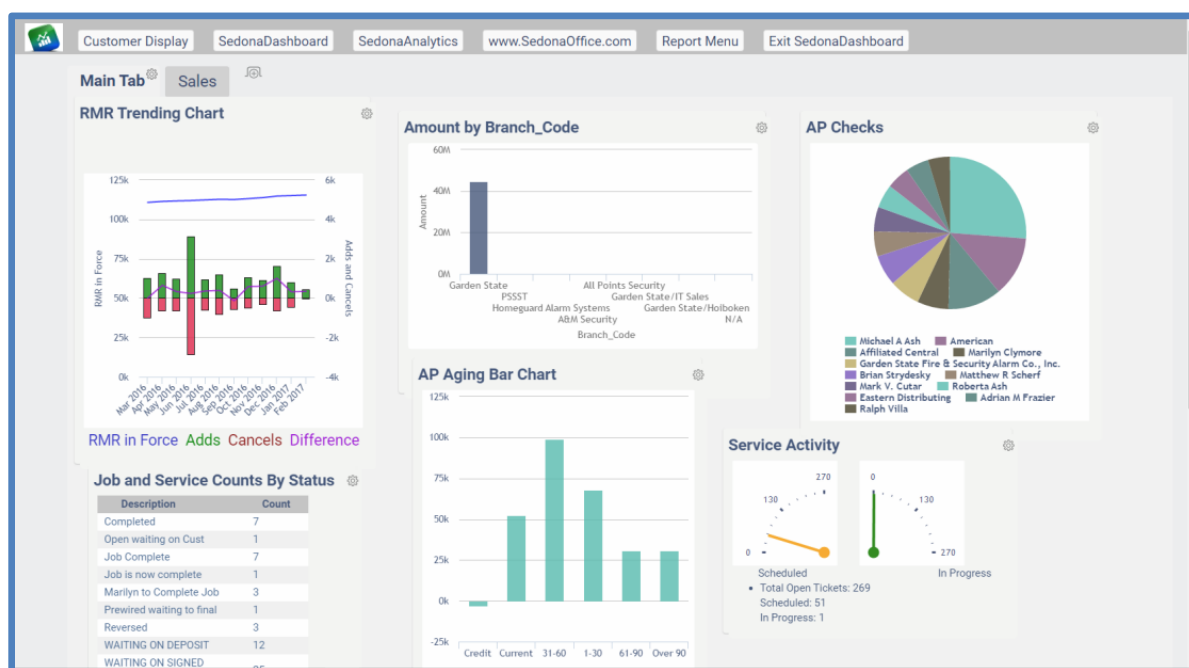 Customer Display SedonaDashboard SedonaAnalytics www.SedonaOffice.com Report Menu Exit SedonaDashboard
Main Tab Sales
RMR Trending Chart
125k 6k
100k 4k
75k 2k
50k 0k
25k -2k
0k -4k
RMR in Force
Adds and Cancels
Mar 2016 Apr 2016 May 2016 Jun 2016 Jul 2016 Aug 2016 Sep 2016 Oct 2016 Nov 2016 Dec 2016 Jan 2017 Feb 2017
RMR in Force Adds Cancels Difference
Amount by Branch_Code
60M
40M
20M
0M
Amount
Garden State All Points Security
PSSST Garden State/IT Sales
Homeguard Alarm Systems Garden State/Hoiboken
A&M Security N/A
Branch_Code
AP Checks
Michael A Ash American
Affiliated Central Marilyn Clymore
Garden State Fire & Security Alarm Co., Inc.
Brian Strydesky Matthew R Scherf
Mark V. Cutar Roberta Ash
Eastern Distributing Adrian M Frazier
Ralph Villa
Job and Service Counts By Status
Description Count
Completed 7
Open waiting on Cust 1
Job Complete 7
Job is now complete 1
Marilyn to Complete Job 3
Prewired waiting to final 1
Reversed 3
WAITING ON DEPOSIT 12
WAITING ON SIGNED
AP Aging Bar Chart
125k
100k
75k
50k
25k
0k
-25k
Credit Current 31-60 1-30 61-90 Over 90
Service Activity
270 0
130 130
0 270
Scheduled In Progress
Total Open Tickets: 269
Scheduled: 51
In Progress: 1